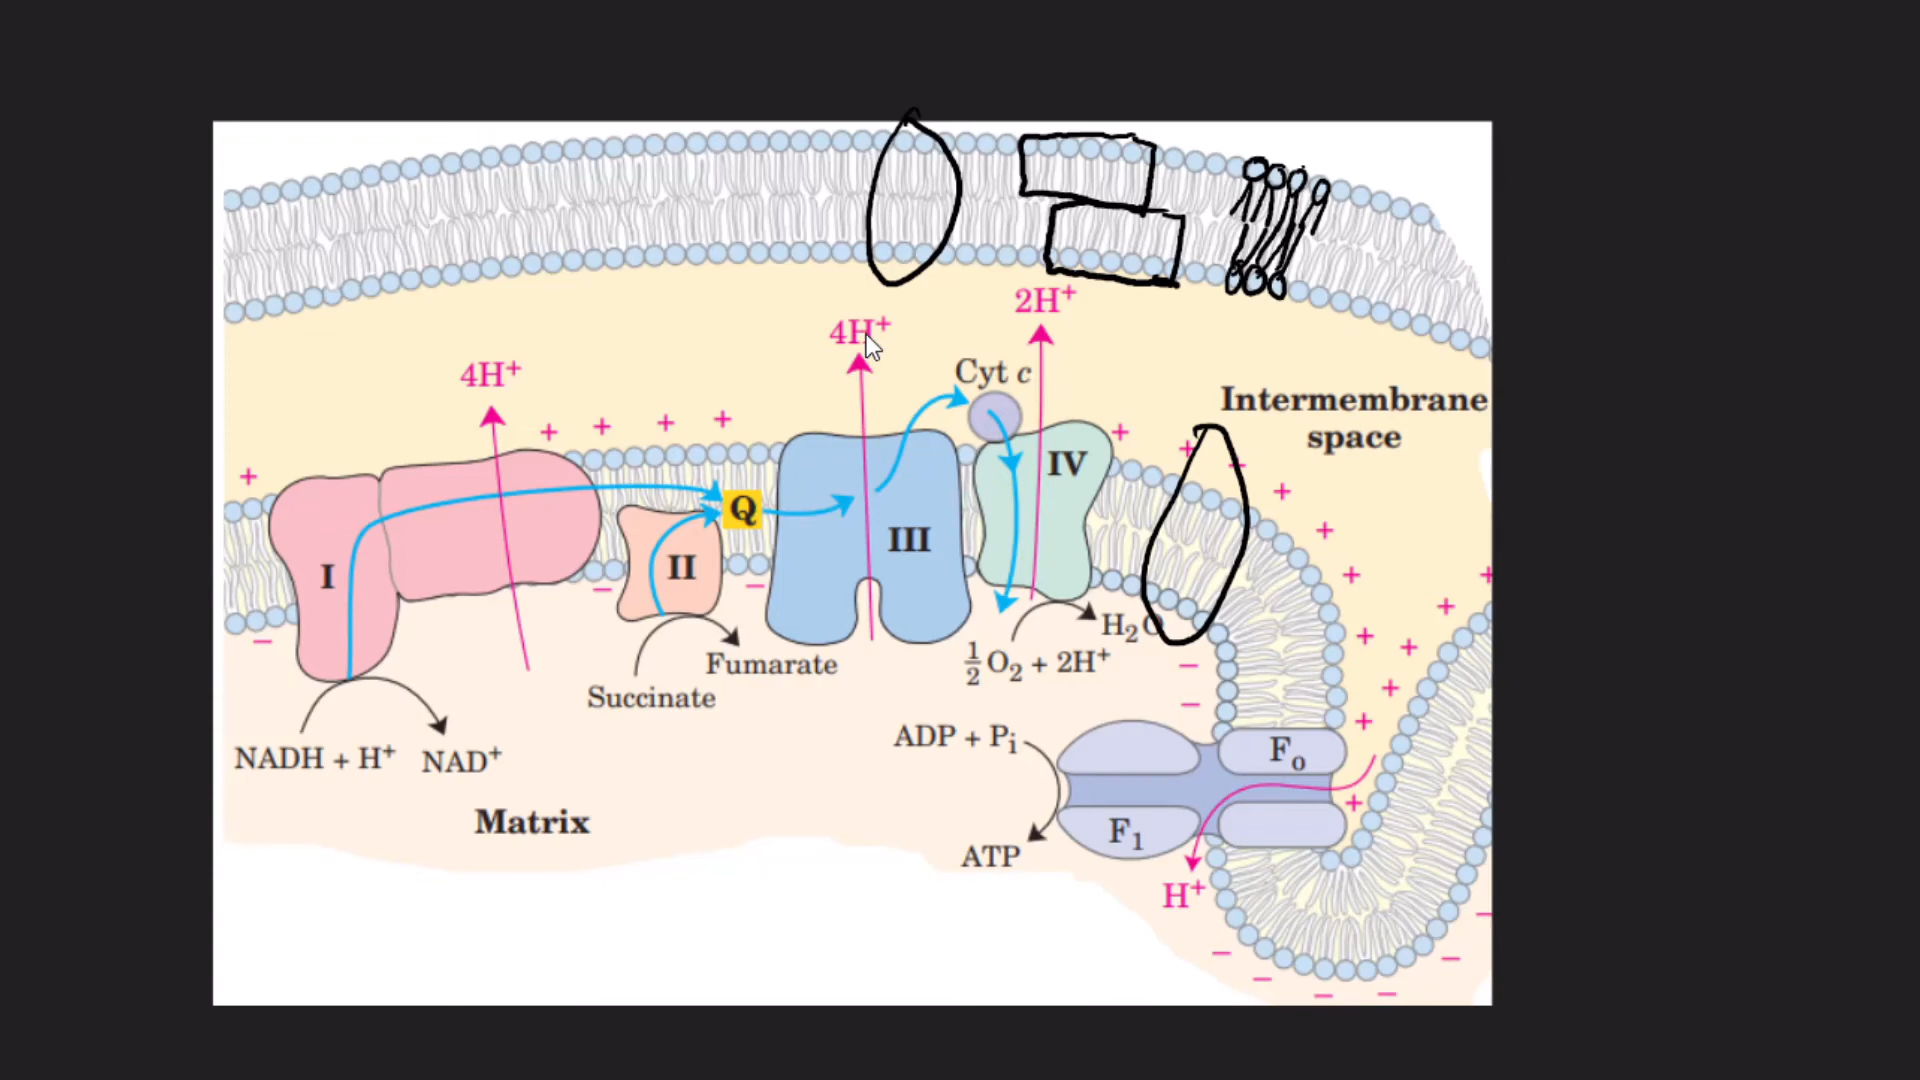 2H⁺
4H⁺
Cyt c
4H⁺
Intermembrane
space
+ + + + + + + + + + + + + + + + + +
IV
Q
III
II
I
H₂O
½O₂ + 2H⁺
Fumarate
Succinate
− − − − − − − − − − −
ADP + Pᵢ
NADH + H⁺ NAD⁺
F₀
Matrix
F₁
ATP
H⁺